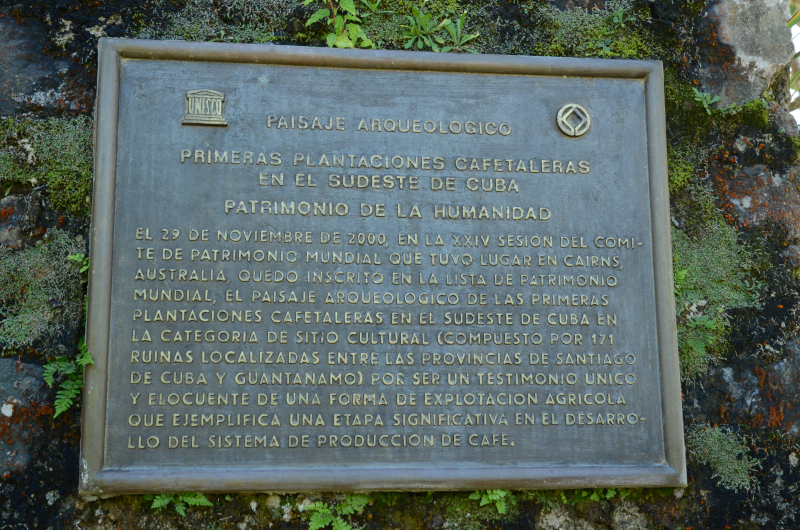 UNESCO
PAISAJE ARQUEOLOGICO
PRIMERAS PLANTACIONES CAFETALERAS
EN EL SUDESTE DE CUBA
PATRIMONIO DE LA HUMANIDAD
EL 29 DE NOVIEMBRE DE 2000, EN LA XXIV SESIÓN DEL COMI-
TE DE PATRIMONIO MUNDIAL QUE TUVO LUGAR EN CAIRNS,
AUSTRALIA, QUEDO INSCRITO EN LA LISTA DE PATRIMONIO
MUNDIAL, EL PAISAJE ARQUEOLOGICO DE LAS PRIMERAS
PLANTACIONES CAFETALERAS EN EL SUDESTE DE CUBA EN
LA CATEGORIA DE SITIO CULTURAL (COMPUESTO POR 171
RUINAS LOCALIZADAS ENTRE LAS PROVINCIAS DE SANTIAGO
DE CUBA Y GUANTANAMO) POR SER UN TESTIMONIO UNICO
Y ELOCUENTE DE UNA FORMA DE EXPLOTACION AGRICOLA
QUE EJEMPLIFICA UNA ETAPA SIGNIFICATIVA EN EL DESARRO-
LLO DEL SISTEMA DE PRODUCCION DE CAFE.